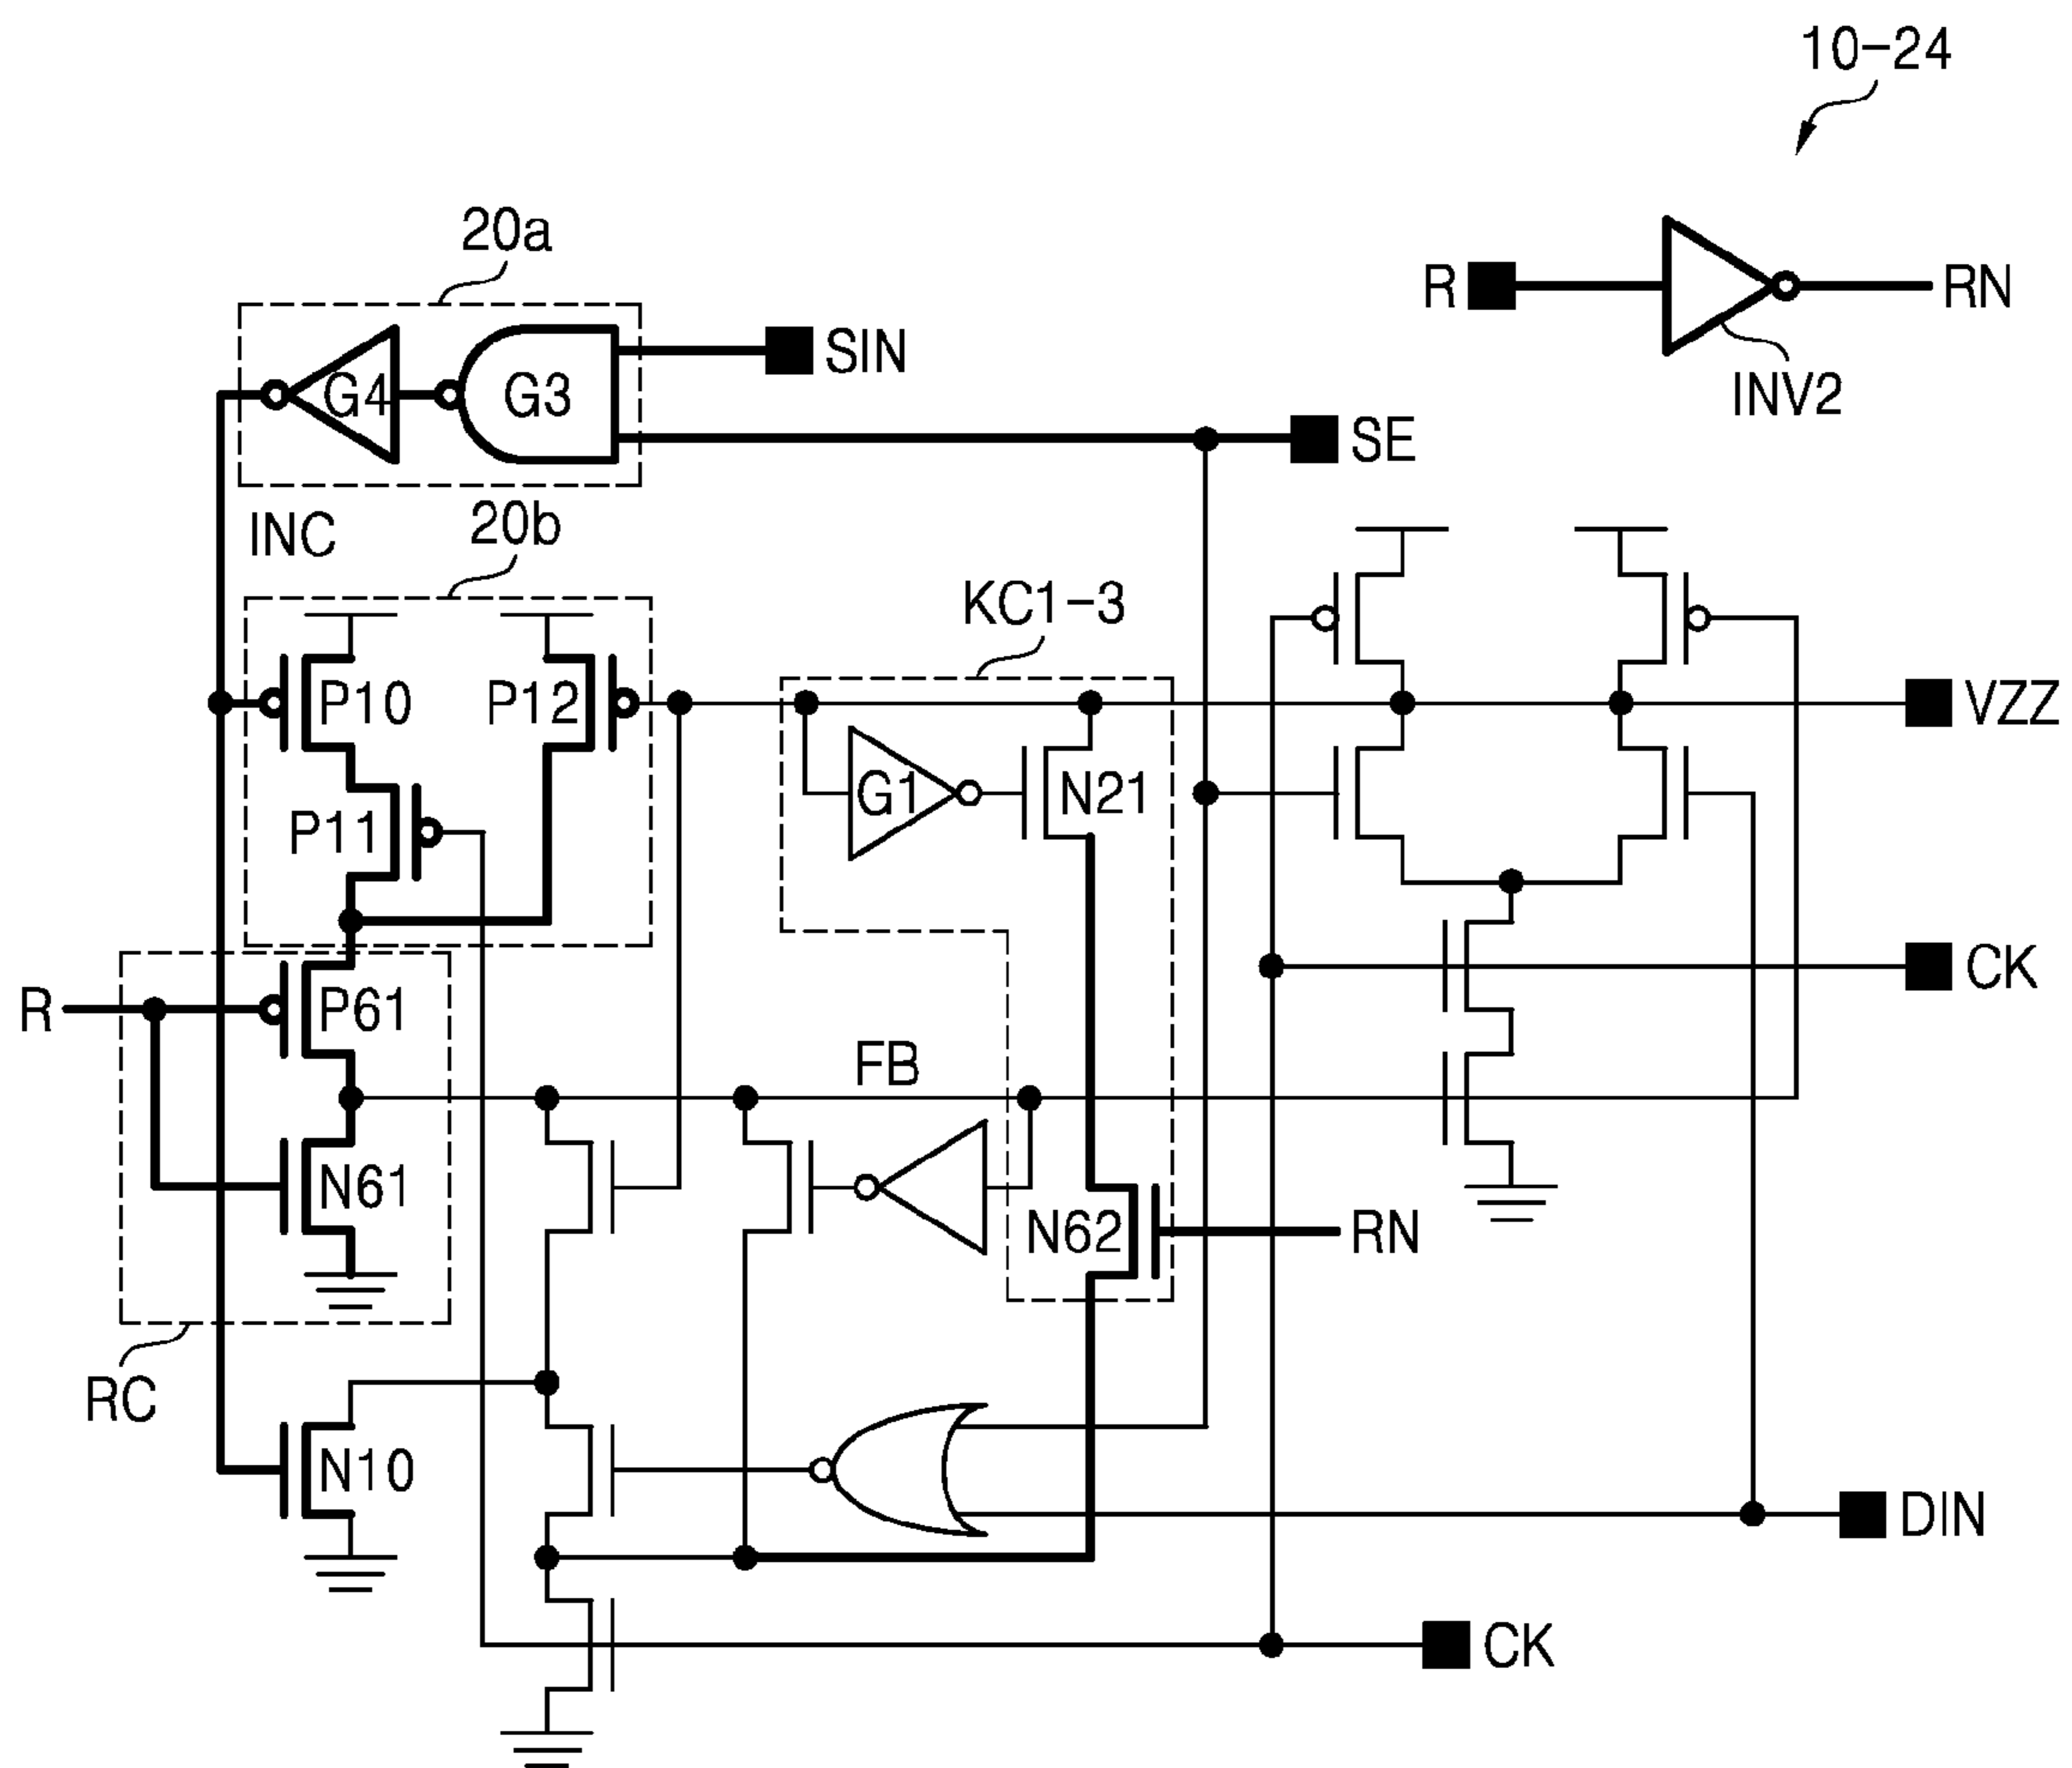 10-24
20a
R
RN
SIN
G4
G3
INV2
SE
INC
20b
KC1-3
P10
P12
VZZ
G1
N21
P11
CK
R
P61
FB
N61
N62
RN
RC
N10
DIN
CK